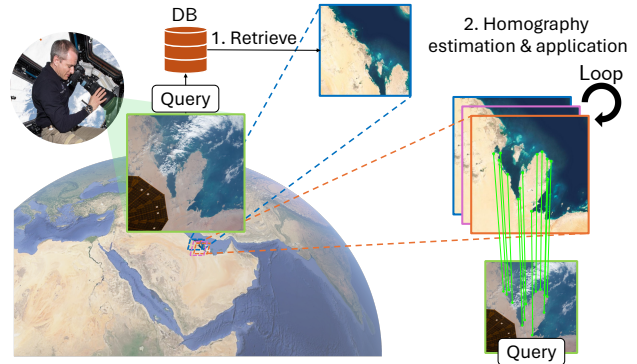 DB
1. Retrieve
Query
2. Homography
estimation & application
Loop
Query